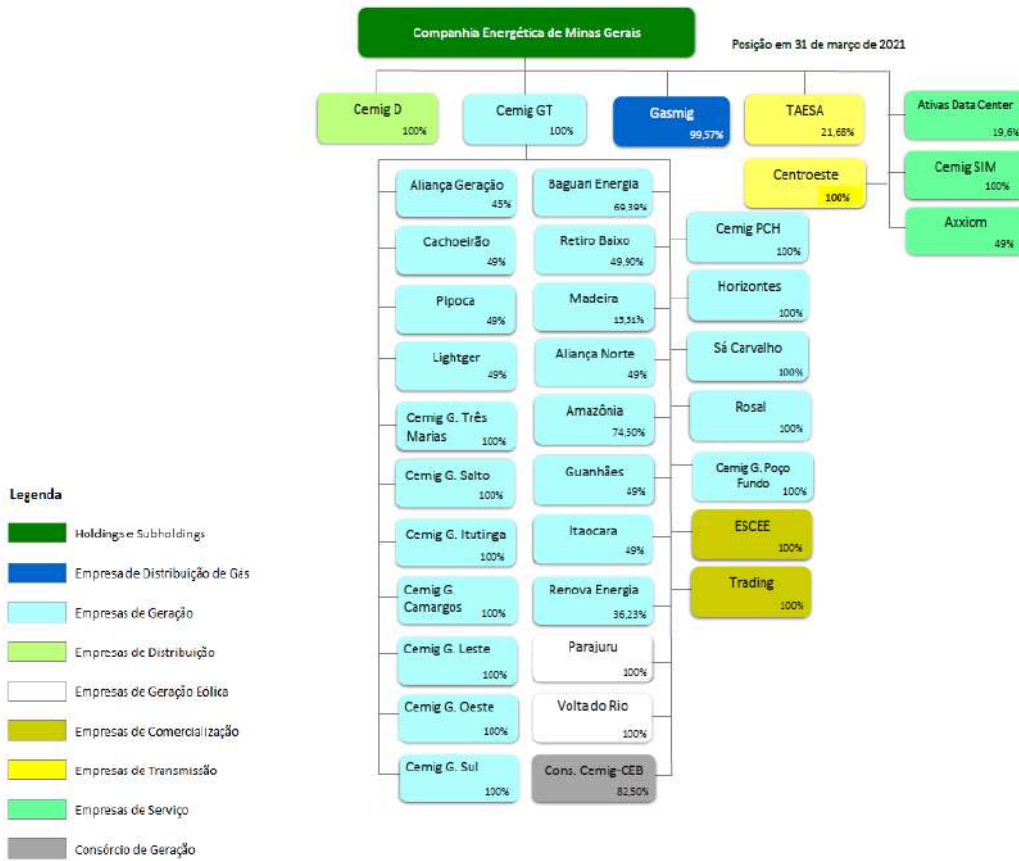 Companhia Energética de Minas Gerais
Posição em 31 de março de 2021
Cemig D
100%
Cemig GT
100%
Gasmig
99,57%
TAESA
21,68%
Ativas Data Center
19,6%
Centroeste
100%
Cemig SIM
100%
Axxiom
49%
Aliança Geração
45%
Cachoeirão
49%
Pipoca
49%
Lightger
49%
Cemig G. Três
Marias
100%
Cemig G. Salto
100%
Cemig G. Itutinga
100%
Cemig G.
Camargos
100%
Cemig G. Leste
100%
Cemig G. Oeste
100%
Cemig G. Sul
100%
Baguari Energia
69,39%
Retiro Baixo
49,90%
Madeira
15,51%
Aliança Norte
49%
Amazônia
74,50%
Guanhães
49%
Itaocara
49%
Renova Energia
36,23%
Parajuru
100%
Volta do Rio
100%
Cons. Cemig-CEB
82,50%
Cemig PCH
100%
Horizontes
100%
Sá Carvalho
100%
Rosal
100%
Cemig G. Poço
Fundo
100%
ESCEE
100%
Trading
100%
Legenda
Holdings e Subholdings
Empresa de Distribuição de Gás
Empresas de Geração
Empresas de Distribuição
Empresas de Geração Eólica
Empresas de Comercialização
Empresas de Transmissão
Empresas de Serviço
Consórcio de Geração